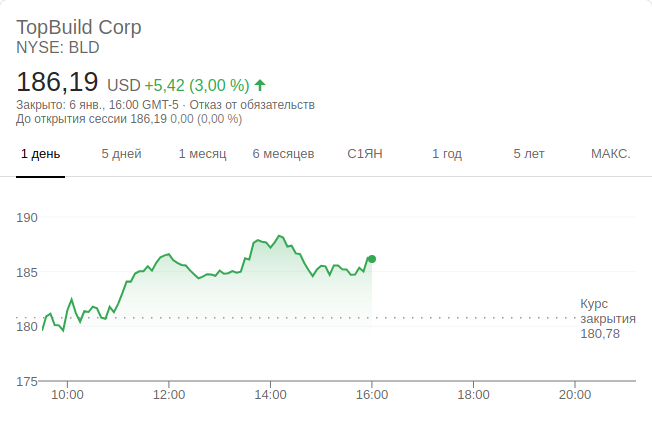 TopBuild Corp
NYSE: BLD
186,19 USD +5,42 (3,00 %)
Закрыто: 6 янв., 16:00 GMT-5 · Отказ от обязательств
До открытия сессии 186,19 0,00 (0,00 %)
1 день 5 дней 1 месяц 6 месяцев С1ЯН 1 год 5 лет МАКС.
190
185
180
175
Курс
закрытия
180,78
10:00 12:00 14:00 16:00 18:00 20:00